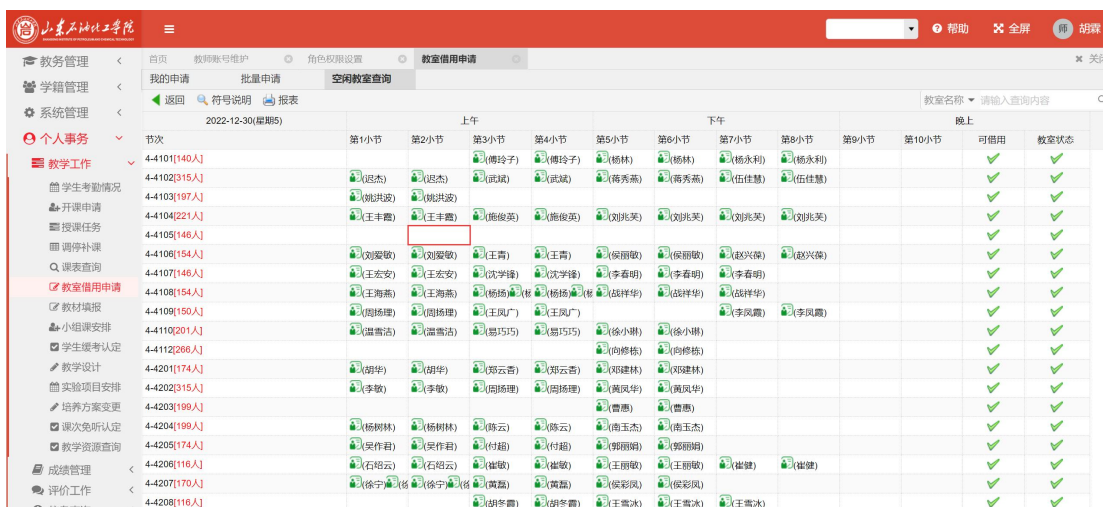 山东石油化工学院
帮助 全屏 师 胡霖
教务管理
学籍管理
系统管理
个人事务
教学工作
学生考勤情况
开课申请
授课任务
调停补课
课表查询
教室借用申请
教材填报
小组课安排
学生缓考认定
教学设计
实验项目安排
培养方案变更
课次免听认定
教学资源查询
成绩管理
评价工作
首页 教师账号维护 角色权限设置 教室借用申请 关闭
我的申请 批量申请 空闲教室查询
返回 符号说明 报表 教室名称 请输入查询内容
2022-12-30(星期5) 上午 下午 晚上
节次 第1小节 第2小节 第3小节 第4小节 第5小节 第6小节 第7小节 第8小节 第9小节 第10小节 可借用 教室状态
4-4101[140人] (傅玲子) (傅玲子) (杨林) (杨林) (杨永利) (杨永利)
4-4102[315人] (迟杰) (迟杰) (武斌) (武斌) (蒋秀燕) (蒋秀燕) (伍佳慧) (伍佳慧)
4-4103[197人] (姚洪波) (姚洪波)
4-4104[221人] (王丰霞) (王丰霞) (施俊英) (施俊英) (刘兆芙) (刘兆芙) (刘兆芙) (刘兆芙)
4-4105[146人]
4-4106[154人] (刘爱敏) (刘爱敏) (王青) (王青) (侯丽敏) (侯丽敏) (赵兴葆) (赵兴葆)
4-4107[146人] (王宏安) (王宏安) (沈学锋) (沈学锋) (李春明) (李春明) (李春明)
4-4108[154人] (王海燕) (王海燕) (杨扬) (杨扬) (战祥华) (战祥华) (战祥华)
4-4109[150人] (周扬理) (周扬理) (王凤广) (王凤广) (李凤霞) (李凤霞)
4-4110[201人] (温雪洁) (温雪洁) (易巧巧) (易巧巧) (徐小琳) (徐小琳)
4-4112[266人] (向修栋) (向修栋)
4-4201[174人] (胡华) (胡华) (郑云香) (郑云香) (邓建林) (邓建林)
4-4202[315人] (李敏) (李敏) (周扬理) (周扬理) (黄凤华) (黄凤华)
4-4203[199人] (曹惠) (曹惠)
4-4204[199人] (杨树林) (杨树林) (陈云) (陈云) (南玉杰) (南玉杰)
4-4205[174人] (吴作君) (吴作君) (付超) (付超) (郭丽娟) (郭丽娟)
4-4206[116人] (石绍云) (石绍云) (崔敏) (崔敏) (王丽敏) (王丽敏) (崔健) (崔健)
4-4207[170人] (徐宁) (徐宁) (黄磊) (黄磊) (侯彩凤) (侯彩凤)
4-4208[116人] (胡冬霞) (胡冬霞) (王雪冰) (王雪冰) (王雪冰)